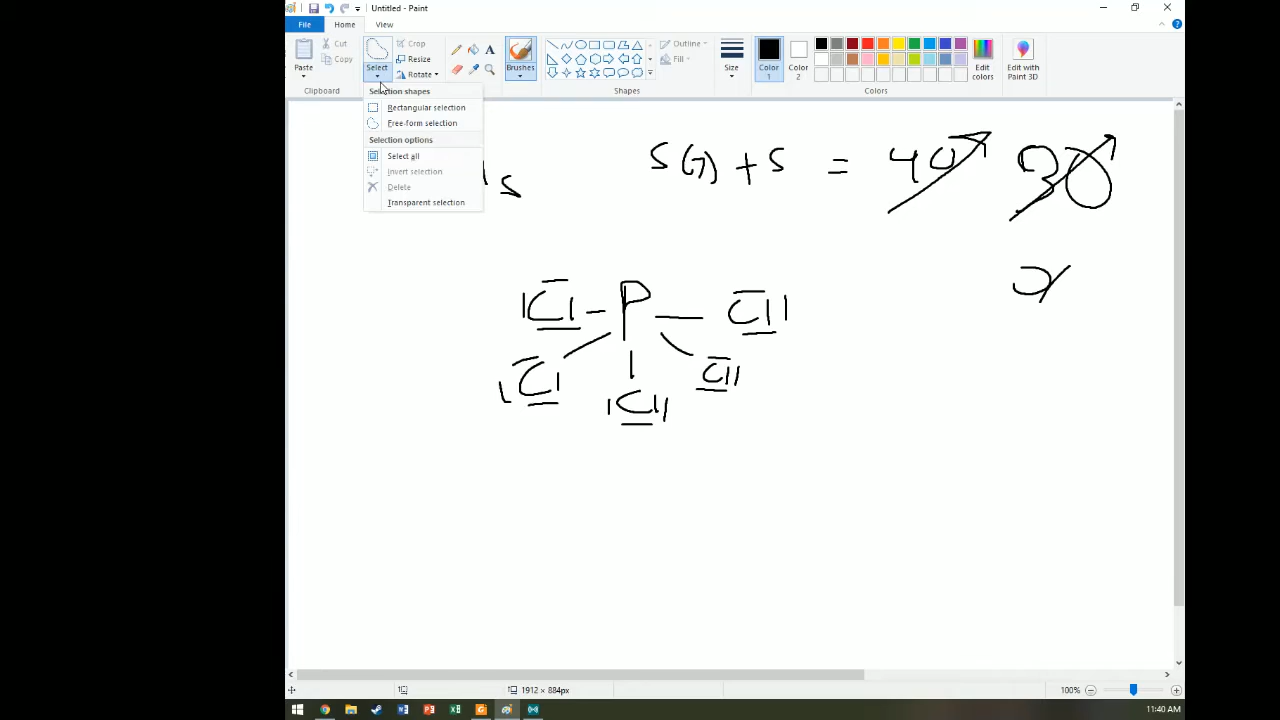 Untitled - Paint
File Home View
Paste
Cut
Copy
Clipboard
Select
Crop
Resize
Rotate
Selection shapes
Rectangular selection
Free-form selection
Selection options
Select all
Invert selection
Delete
Transparent selection
A
Brushes
Outline
Fill
Shapes
Size
Color 1
Color 2
Edit colors
Colors
Edit with Paint 3D
5(7) + 5 = 40 30
s
Cl P Cl
Cl Cl
Cl
1912 × 884px
100%
11:40 AM